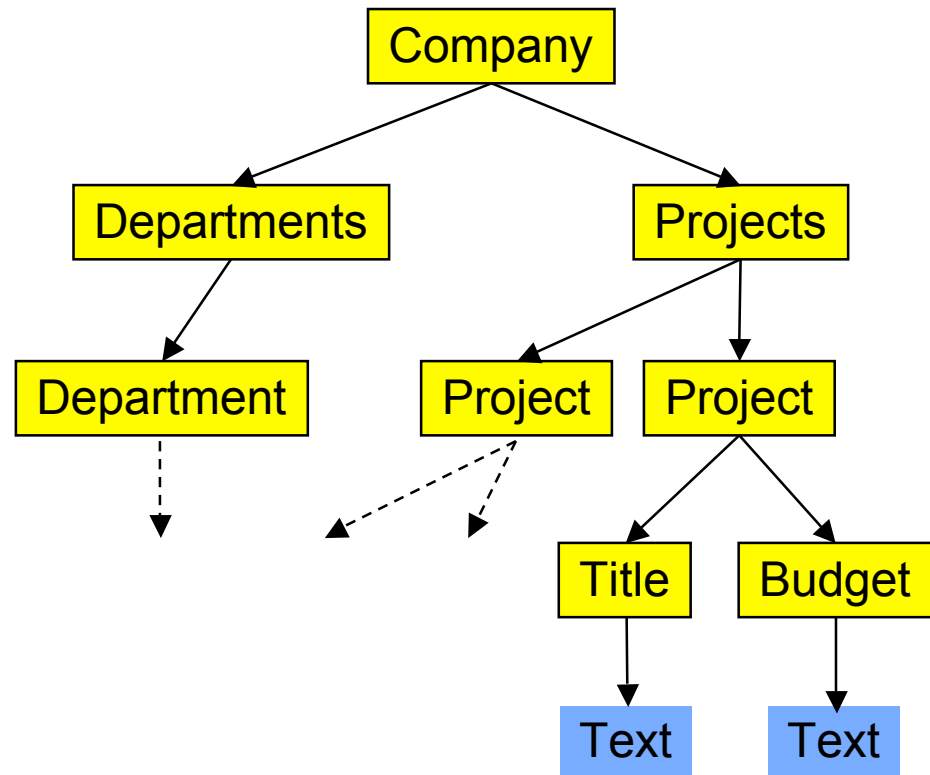 Company
Departments
Projects
Department
Project
Project
Title
Budget
Text
Text